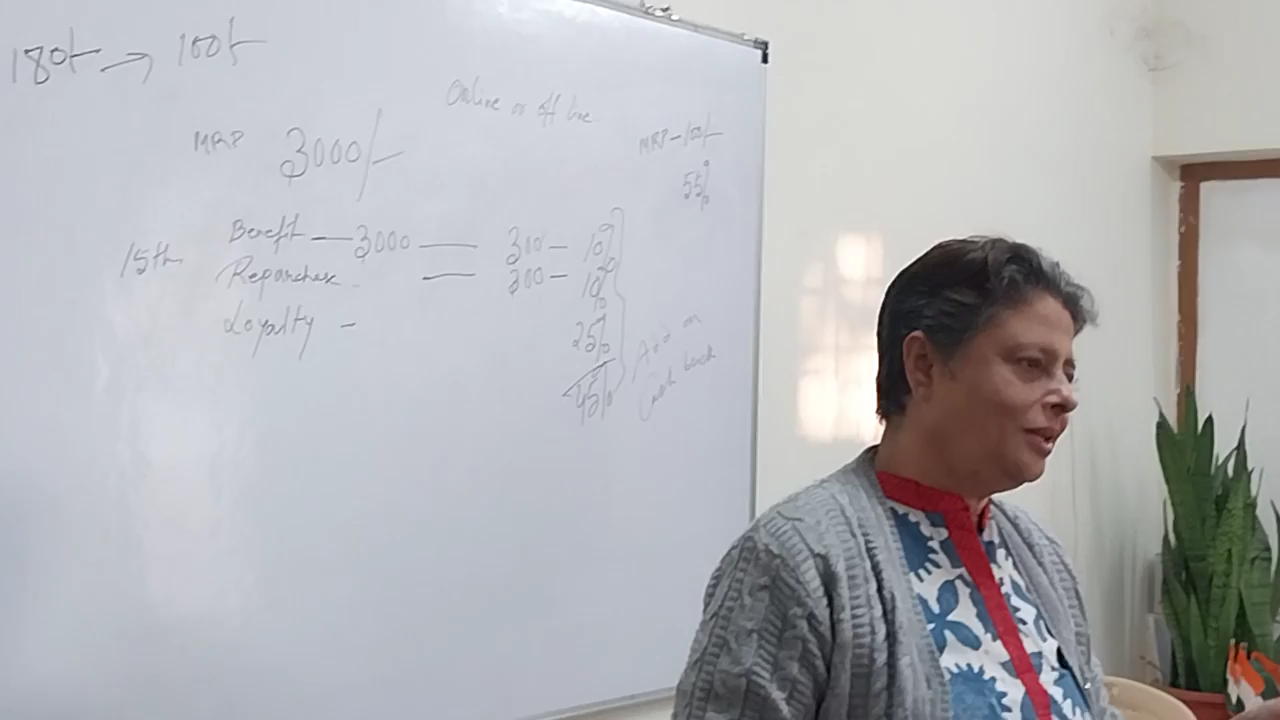 180/- → 100/-
Online or off line
MRP 3000/-
MRP - 100/-
55%
Benefit — 3000 — 300 - 10%
15th Repurchase — 300 - 10%
Loyalty - 25%
45%
Add on
Cash back